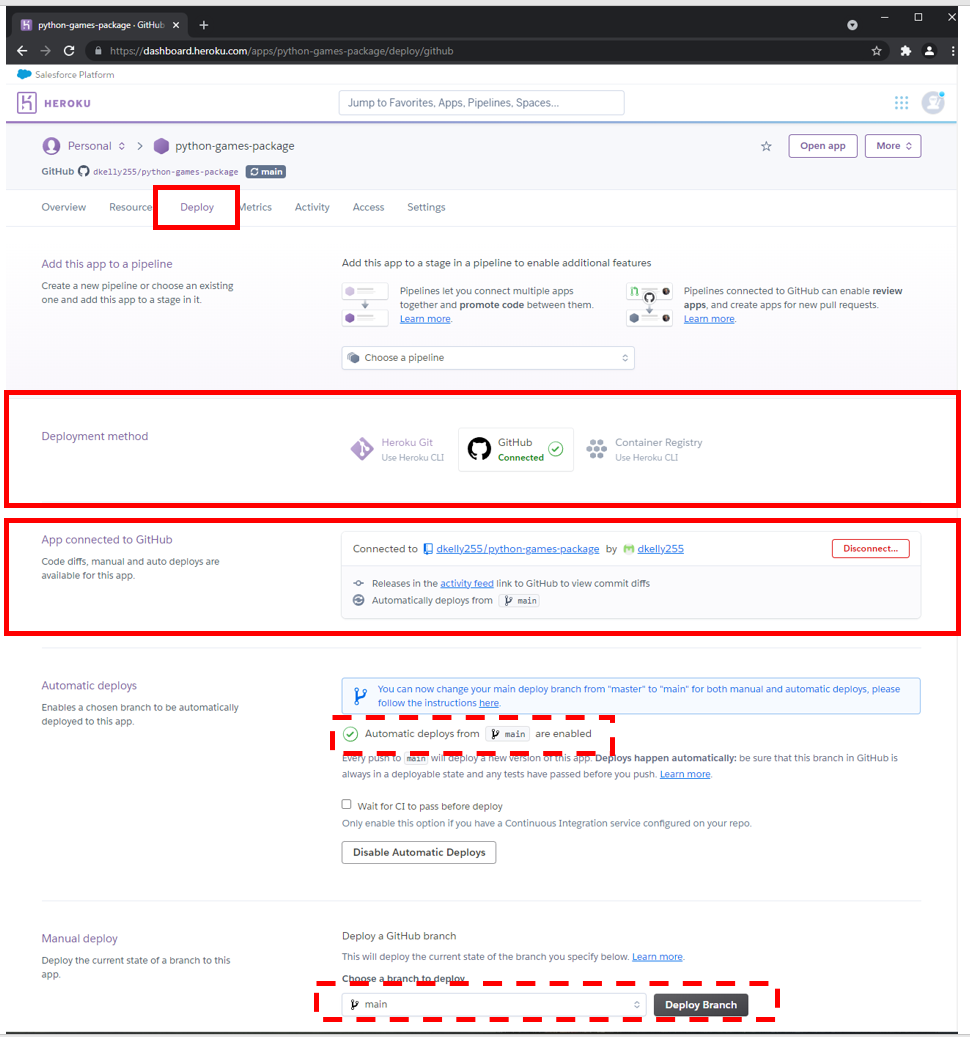 python-games-package · GitHub
https://dashboard.heroku.com/apps/python-games-package/deploy/github
Salesforce Platform
HEROKU
Jump to Favorites, Apps, Pipelines, Spaces...
Personal
python-games-package
Open app
More
GitHub dkelly255/python-games-package main
Overview Resource Deploy Metrics Activity Access Settings
Add this app to a pipeline
Create a new pipeline or choose an existing
one and add this app to a stage in it.
Add this app to a stage in a pipeline to enable additional features
Pipelines let you connect multiple apps
together and promote code between them.
Learn more.
Pipelines connected to GitHub can enable review
apps, and create apps for new pull requests.
Learn more.
Choose a pipeline
Deployment method
Heroku Git
Use Heroku CLI
GitHub
Connected
Container Registry
Use Heroku CLI
App connected to GitHub
Code diffs, manual and auto deploys are
available for this app.
Connected to dkelly255/python-games-package by dkelly255
Disconnect...
Releases in the activity feed link to GitHub to view commit diffs
Automatically deploys from main
Automatic deploys
Enables a chosen branch to be automatically
deployed to this app.
You can now change your main deploy branch from "master" to "main" for both manual and automatic deploys, please
follow the instructions here.
Automatic deploys from main are enabled
Every push to main will deploy a new version of this app. Deploys happen automatically: be sure that this branch in GitHub is
always in a deployable state and any tests have passed before you push. Learn more.
Wait for CI to pass before deploy
Only enable this option if you have a Continuous Integration service configured on your repo.
Disable Automatic Deploys
Manual deploy
Deploy the current state of a branch to this
app.
Deploy a GitHub branch
This will deploy the current state of the branch you specify below. Learn more.
Choose a branch to deploy
main
Deploy Branch